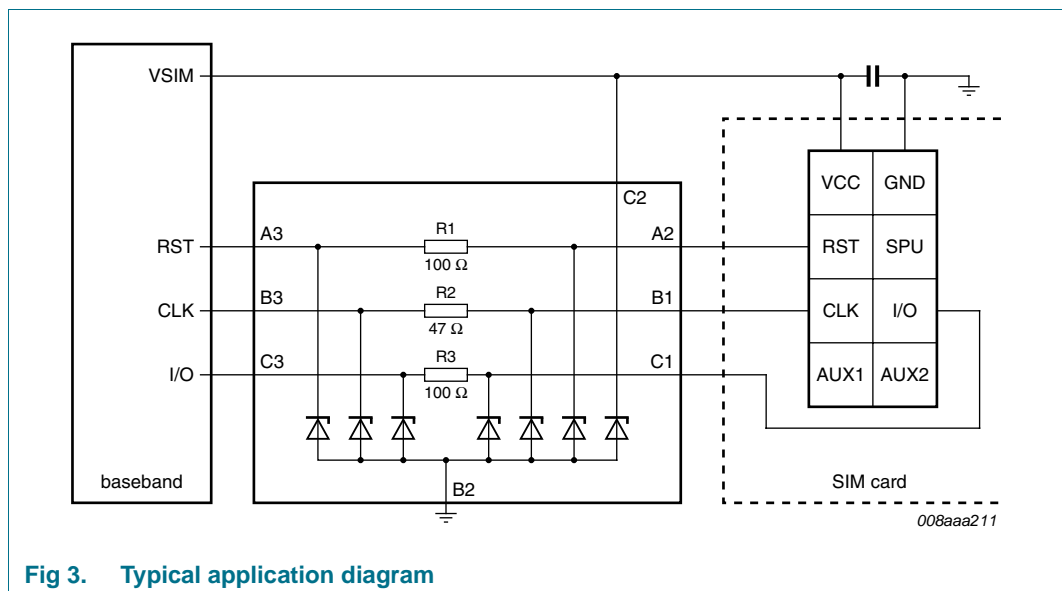 VSIM
C2
VCC GND
RST A3 R1 A2 RST SPU
100 Ω
CLK B3 R2 B1 CLK I/O
47 Ω
I/O C3 R3 C1 AUX1 AUX2
100 Ω
baseband B2 SIM card
008aaa211
Fig 3. Typical application diagram